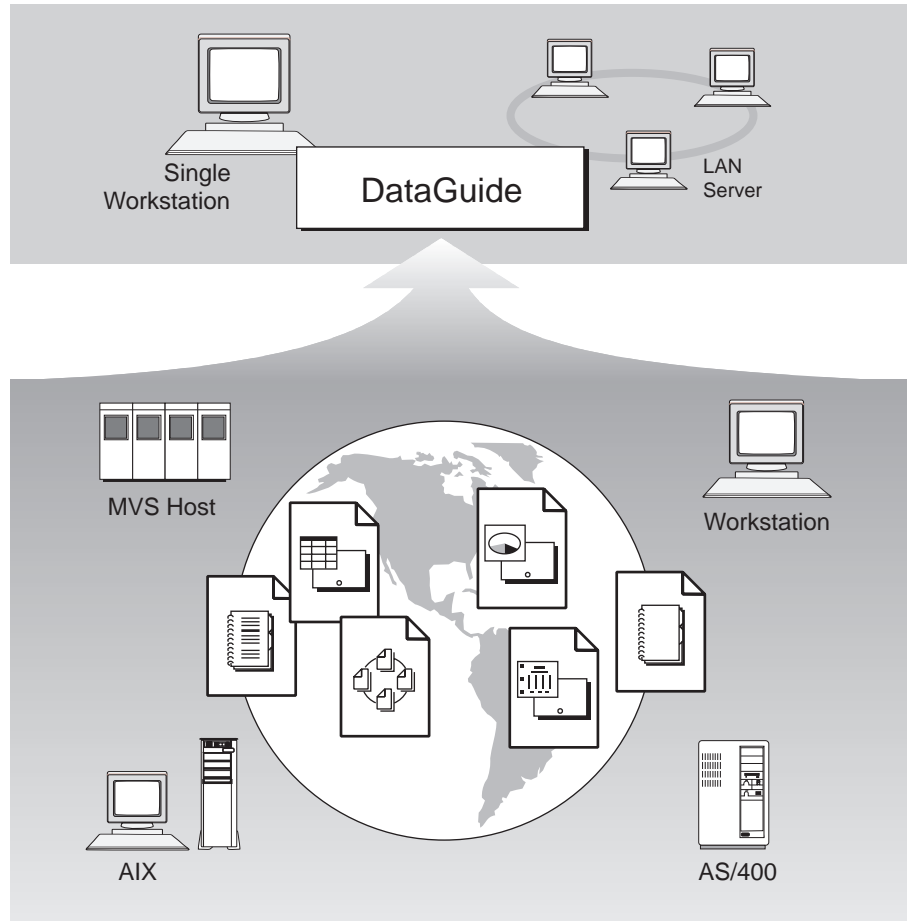 Single
Workstation
DataGuide
LAN
Server
MVS Host
Workstation
AIX
AS/400